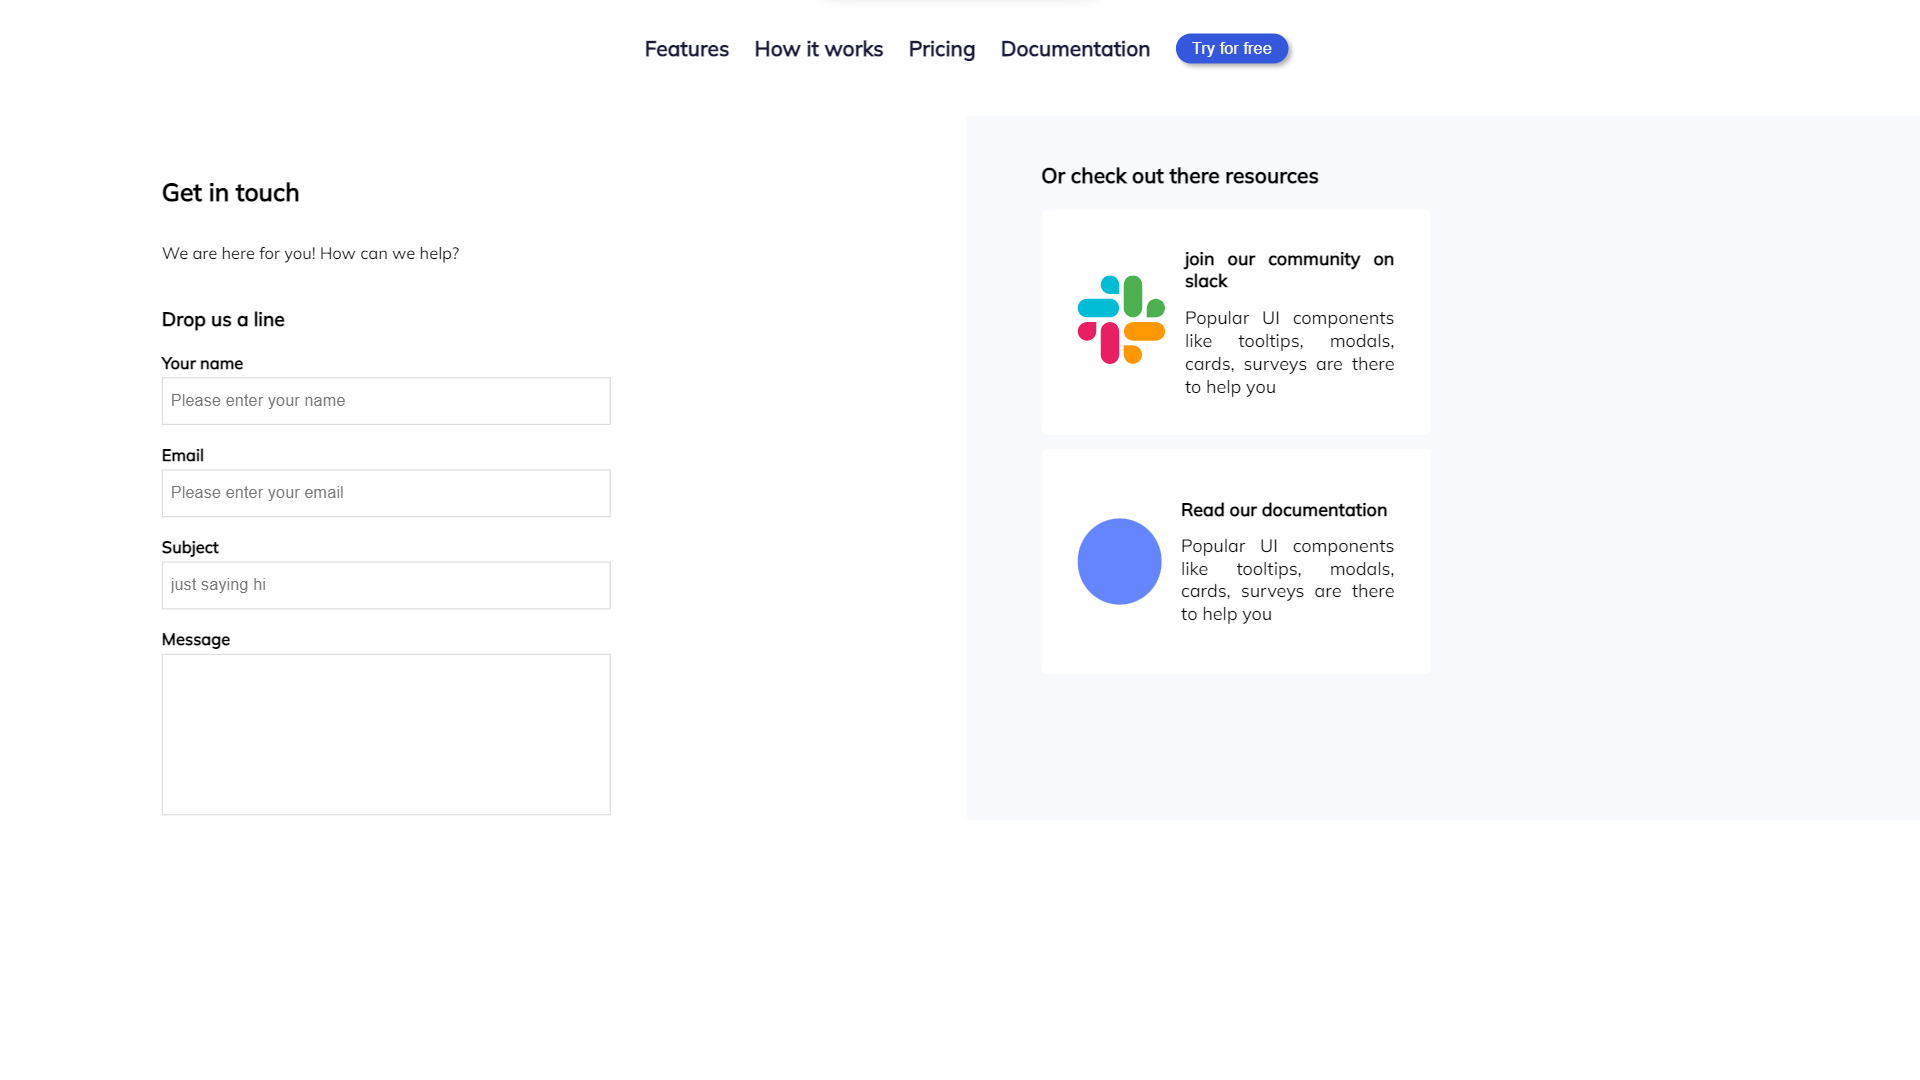 Features How it works Pricing Documentation Try for free
Get in touch
We are here for you! How can we help?
Drop us a line
Your name
Please enter your name
Email
Please enter your email
Subject
just saying hi
Message
Or check out there resources
join our community on
slack
Popular UI components
like tooltips, modals,
cards, surveys are there
to help you
Read our documentation
Popular UI components
like tooltips, modals,
cards, surveys are there
to help you